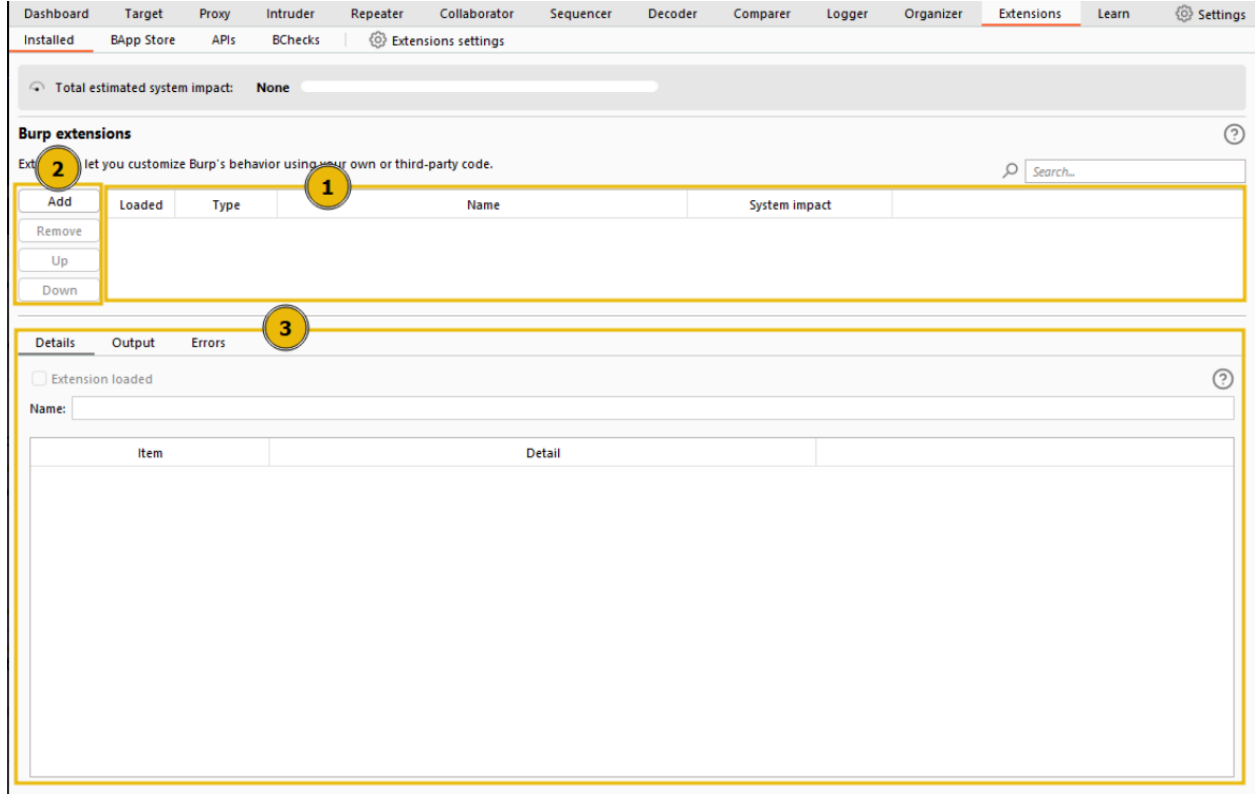 Dashboard Target Proxy Intruder Repeater Collaborator Sequencer Decoder Comparer Logger Organizer Extensions Learn Settings
Installed BApp Store APIs BChecks Extensions settings
Total estimated system impact: None
Burp extensions
Ext let you customize Burp's behavior using your own or third-party code.
Search...
2
1
Add Loaded Type Name System impact
Remove
Up
Down
3
Details Output Errors
Extension loaded
Name:
Item Detail